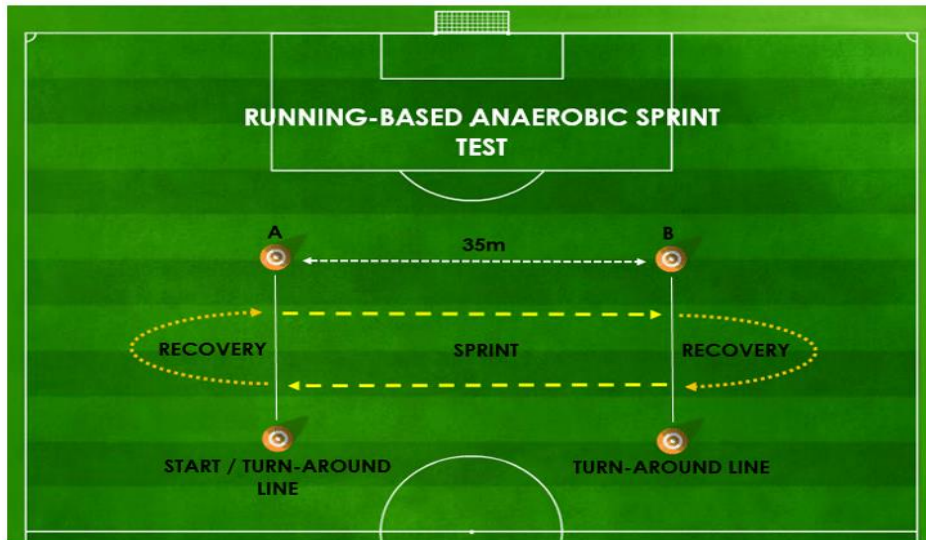 RUNNING-BASED ANAEROBIC SPRINT
TEST
A
B
35m
RECOVERY
SPRINT
RECOVERY
START / TURN-AROUND
LINE
TURN-AROUND LINE